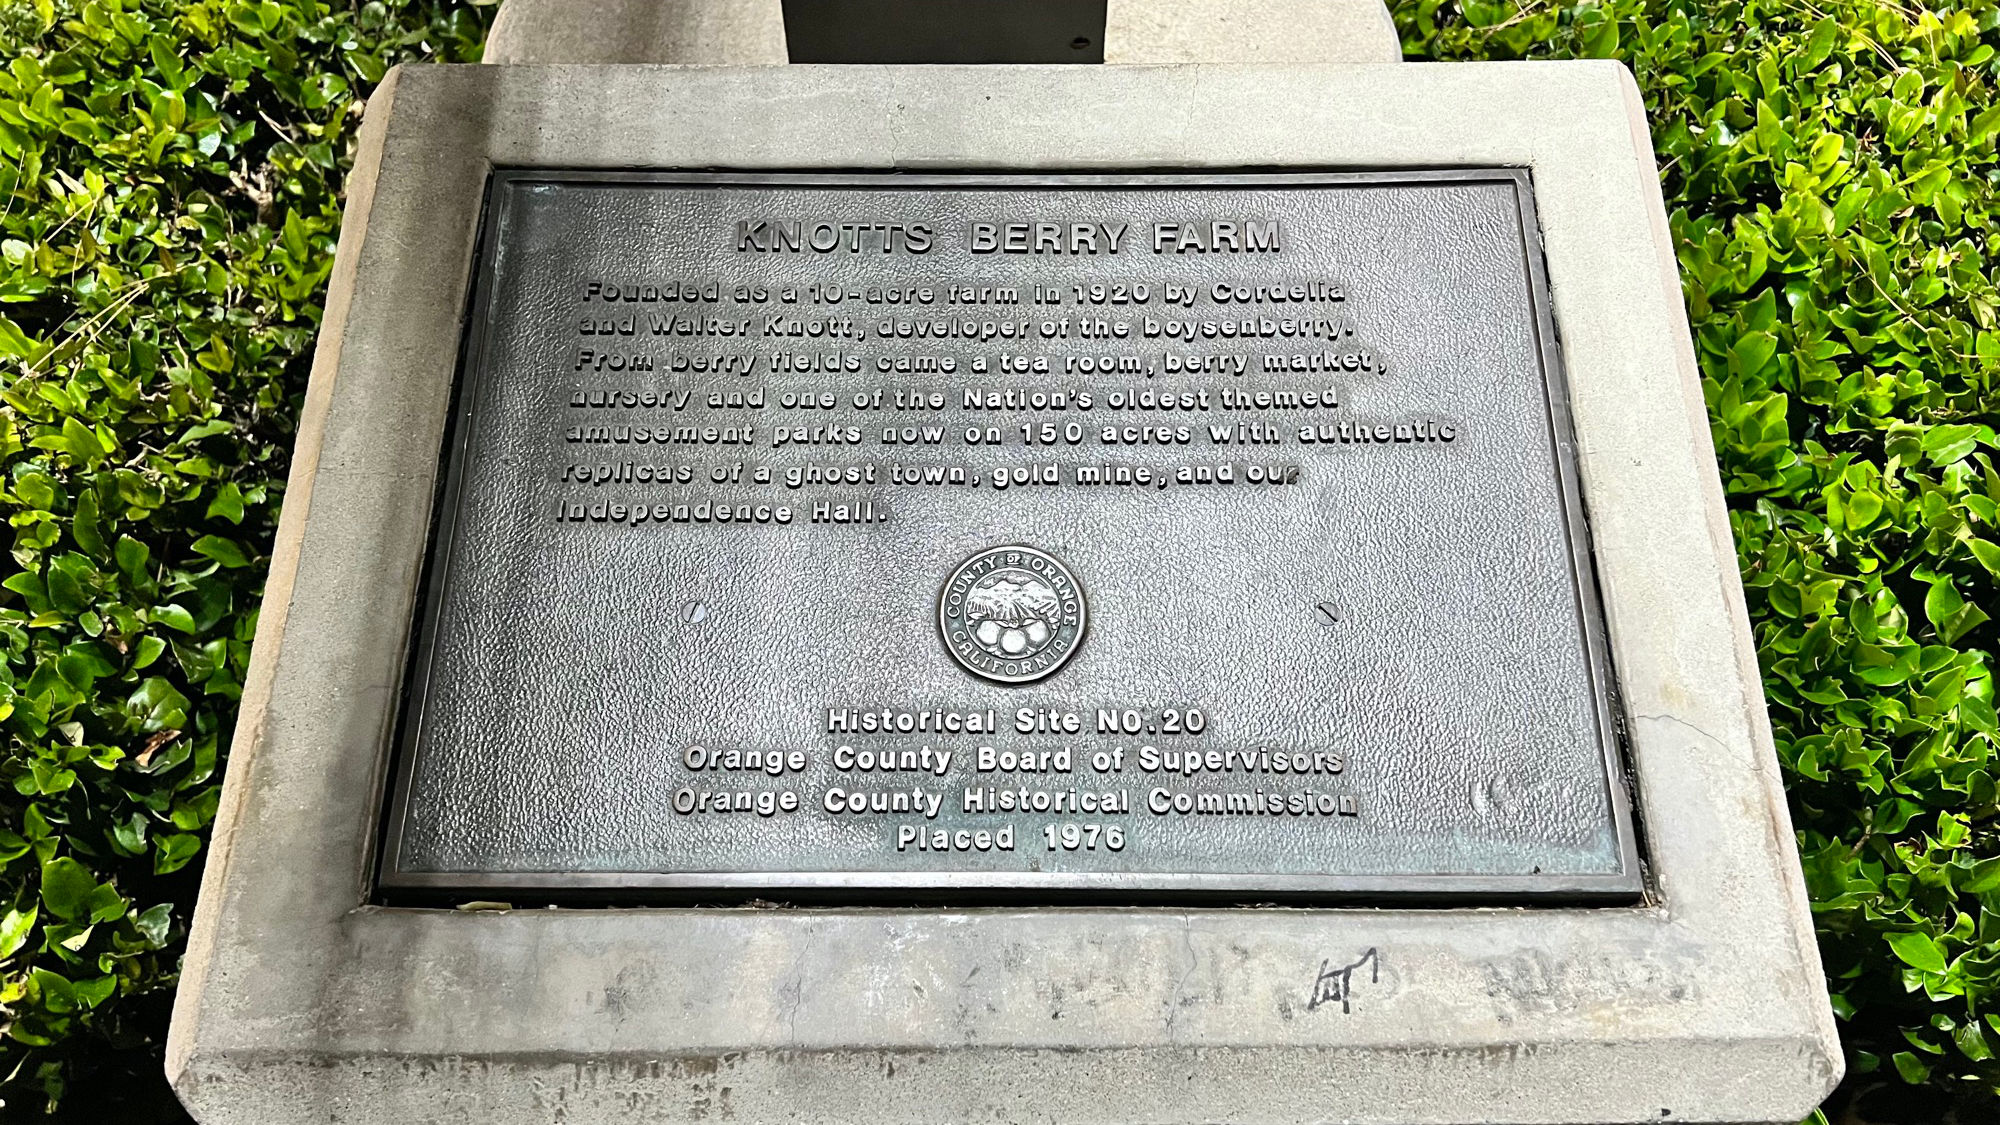 KNOTTS BERRY FARM
Founded as a 10-acre farm in 1920 by Cordelia
and Walter Knott, developer of the boysenberry.
From berry fields came a tea room, berry market,
nursery and one of the Nation's oldest themed
amusement parks now on 150 acres with authentic
replicas of a ghost town, gold mine, and our
Independence Hall.
COUNTY OF ORANGE
CALIFORNIA
Historical Site NO.20
Orange County Board of Supervisors
Orange County Historical Commission
Placed 1976